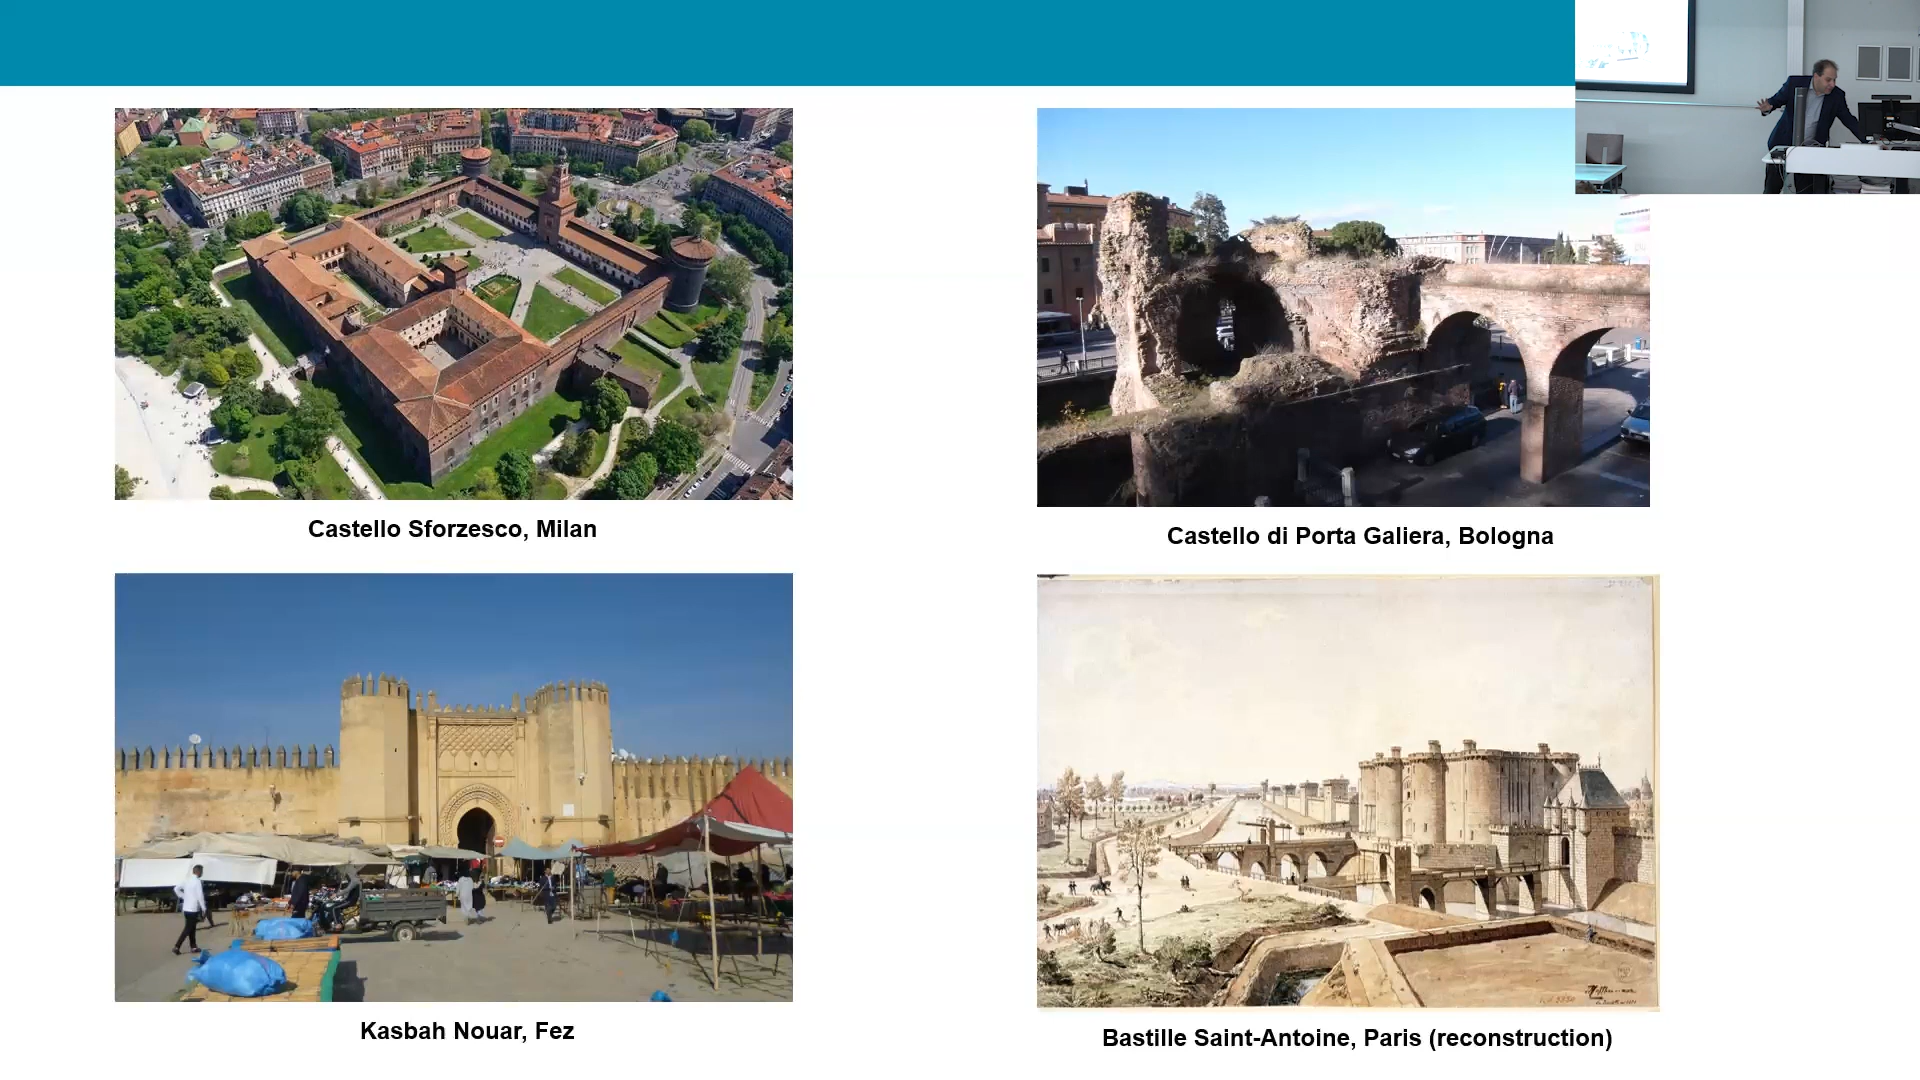 Castello Sforzesco, Milan
Castello di Porta Galiera, Bologna
Kasbah Nouar, Fez
Bastille Saint-Antoine, Paris (reconstruction)